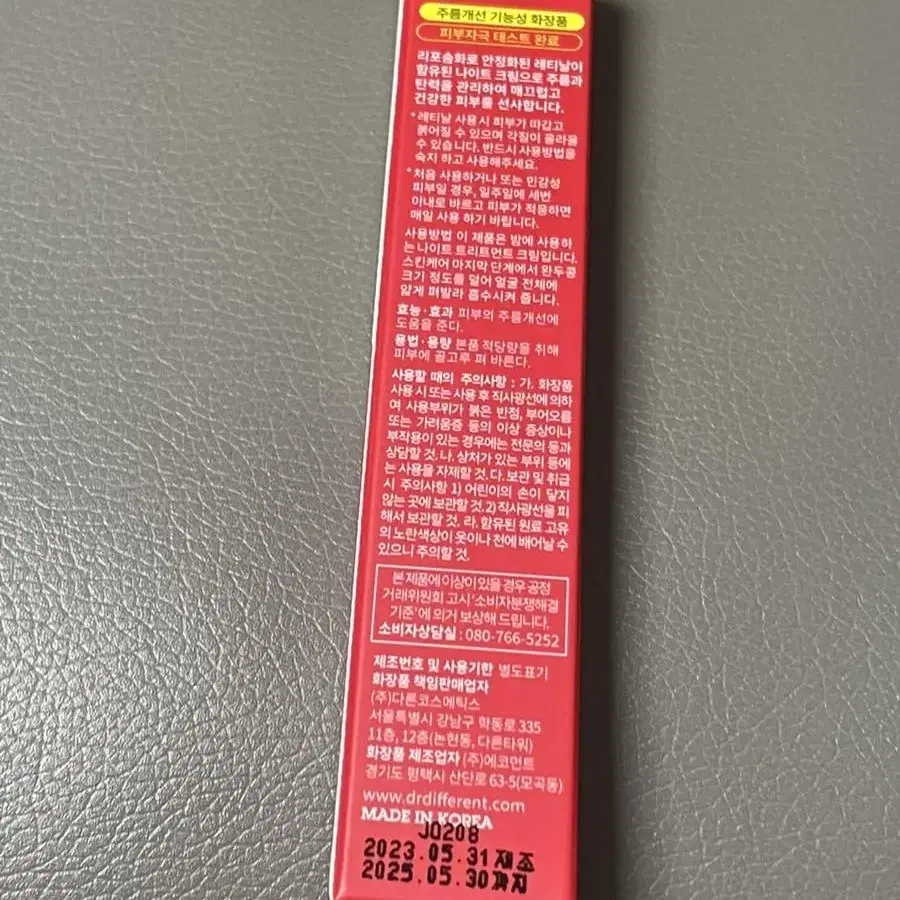 주름개선 기능성 화장품
피부자극 테스트 완료
리포솜화로 안정화된 레티날이
함유된 나이트 크림으로 주름과
탄력을 관리하여 매끄럽고
건강한 피부를 선사합니다.
*레티날 사용시 피부가 따갑고
붉어질 수 있으며 각질이 올라올
수 있습니다. 반드시 사용방법을
숙지 하고 사용해주세요.
*처음 사용하거나 또는 민감성
피부일 경우, 일주일에 세번
이내로 바르고 피부가 적응하면
매일 사용 하기 바랍니다.
사용방법 이 제품은 밤에 사용하
는 나이트 트리트먼트 크림입니다.
스킨케어 마지막 단계에서 완두콩
크기 정도를 덜어 얼굴 전체에
얇게 펴발라 흡수시켜 줍니다.
효능·효과 피부의 주름개선에
도움을 준다.
용법·용량 본품 적당량을 취해
피부에 골고루 펴 바른다.
사용할 때의 주의사항 : 가. 화장품
사용 시 또는 사용 후 직사광선에 의하
여 사용부위가 붉은 반점, 부어오름
또는 가려움증 등의 이상 증상이나
부작용이 있는 경우에는 전문의 등과
상담할 것. 나. 상처가 있는 부위 등에
는 사용을 자제할 것. 다. 보관 및 취급
시 주의사항 1) 어린이의 손이 닿지
않는 곳에 보관할 것. 2) 직사광선을 피
해서 보관할 것. 라. 함유된 원료 고유
의 노란색상이 옷이나 천에 배어날 수
있으니 주의할 것.
본 제품에 이상이 있을 경우 공정
거래위원회 고시 '소비자분쟁해결
기준'에 의거 보상해 드립니다.
소비자상담실 : 080-766-5252
제조번호 및 사용기한 별도표기
화장품 책임판매업자
(주)다른코스메틱스
서울특별시 강남구 학동로 335
11층, 12층(논현동, 다른타워)
화장품 제조업자 (주)에코먼트
경기도 평택시 산단로 63-5(모곡동)
www.drdifferent.com
MADE IN KOREA
JO208
2023.05.31 제조
2025.05.30 까지